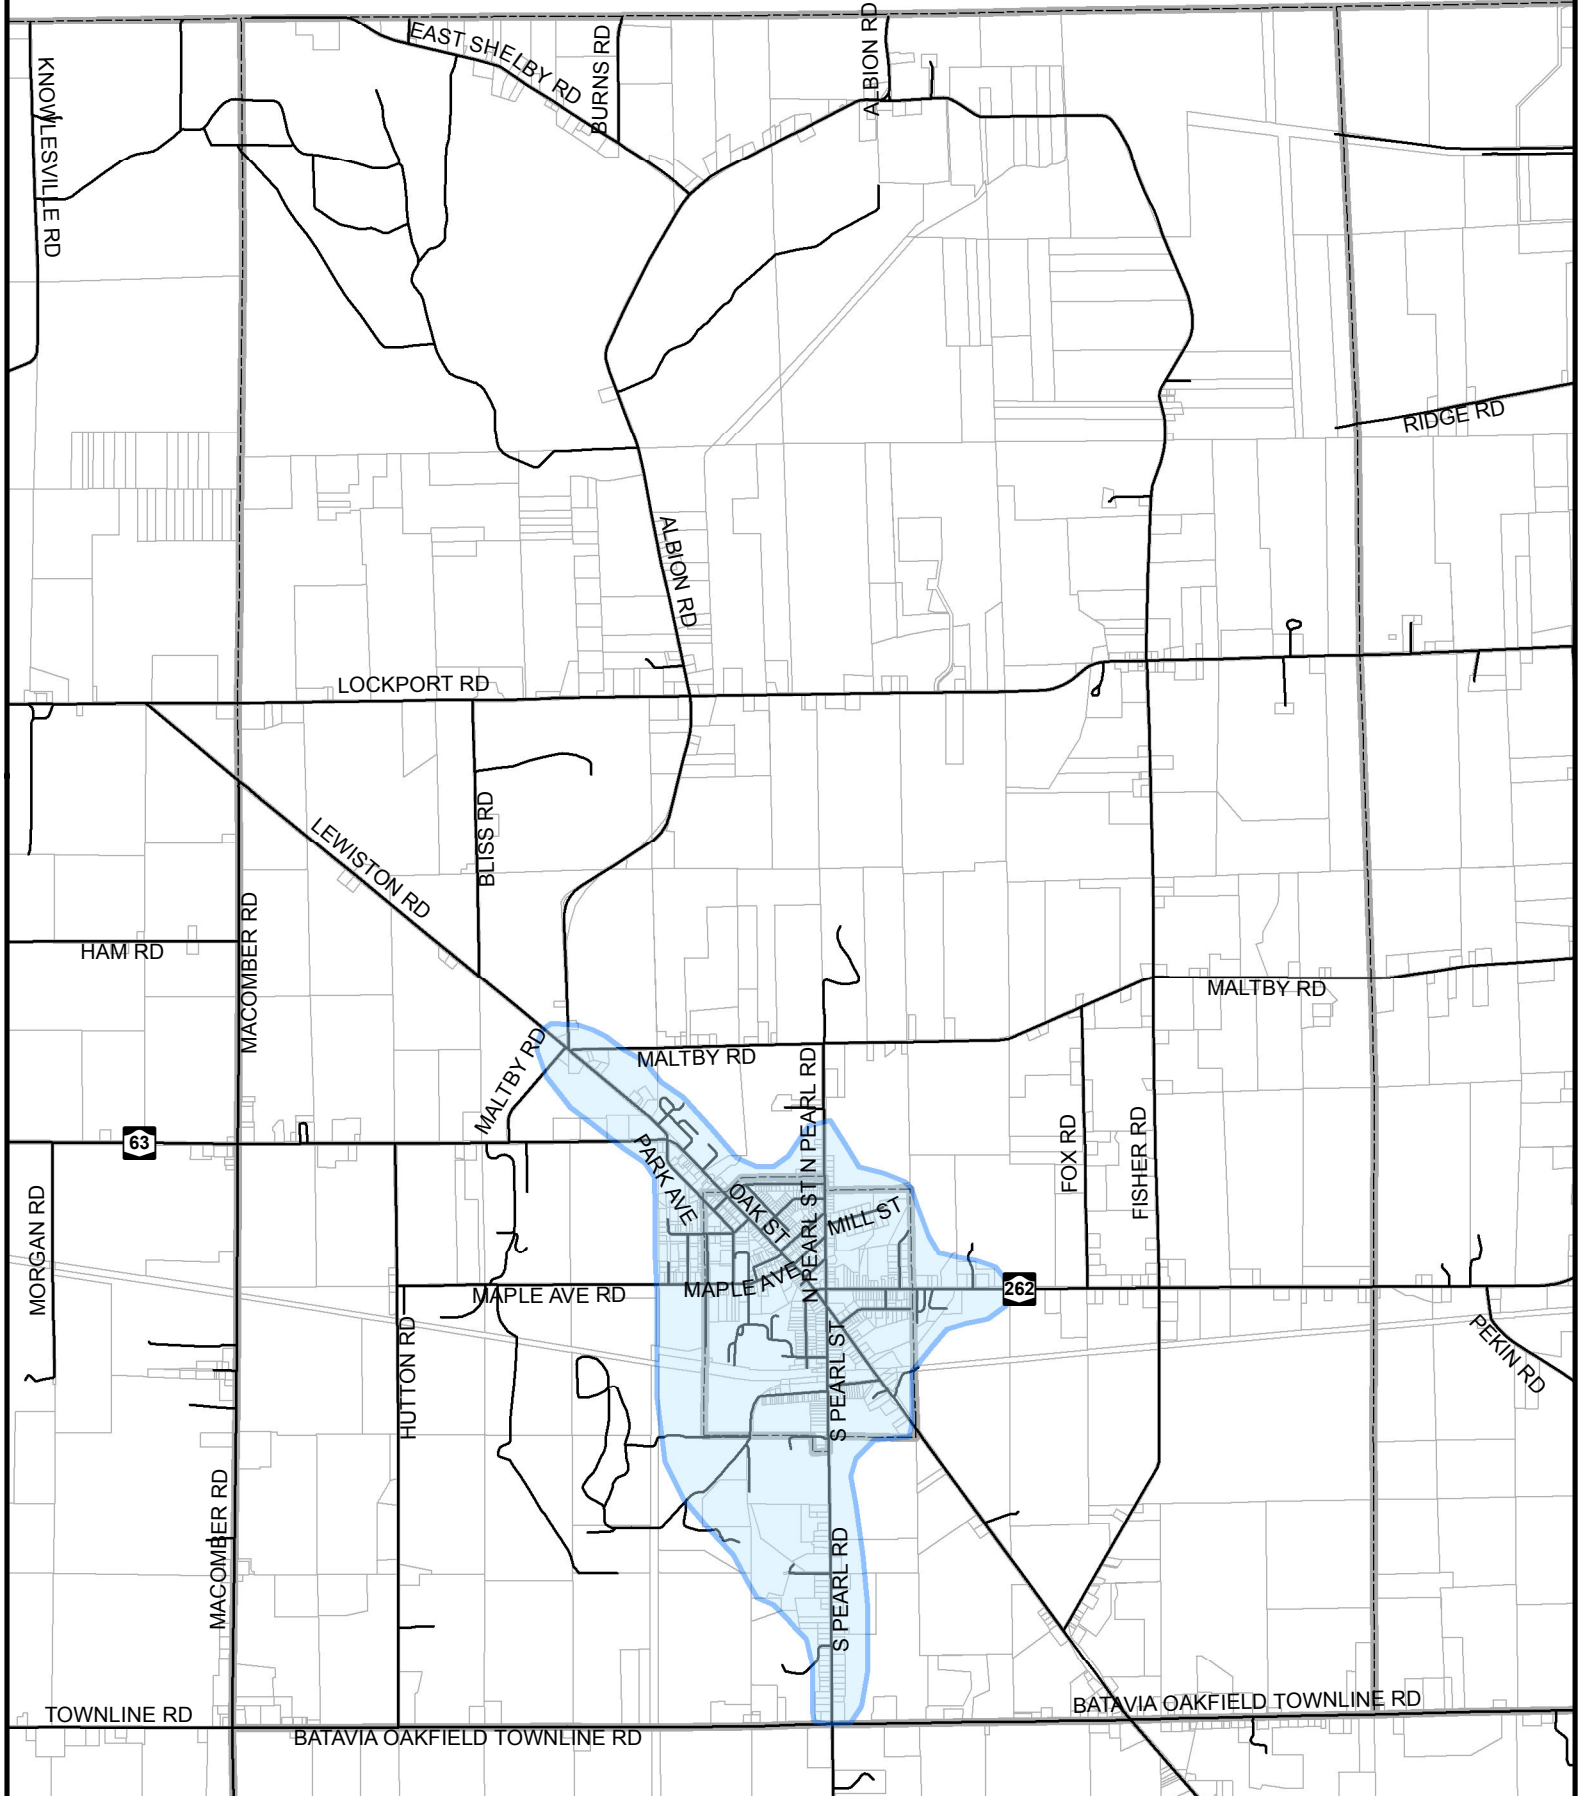 ALBION RD
EAST SHELBY RD
BURNS RD
KNOWLESVILLE RD
RIDGE RD
ALBION RD
LOCKPORT RD
LEWISTON RD
BLISS RD
MACOMBER RD
HAM RD
MALTBY RD
MALTBY RD
MALTBY RD
N PEARL RD
63
PARK AVE
OAK ST
N PEARL ST
MILL ST
FOX RD
FISHER RD
MORGAN RD
MAPLE AVE RD
MAPLE AVE
262
HUTTON RD
S PEARL ST
PEKIN RD
MACOMBER RD
S PEARL RD
TOWNLINE RD
BATAVIA OAKFIELD TOWNLINE RD
BATAVIA OAKFIELD TOWNLINE RD